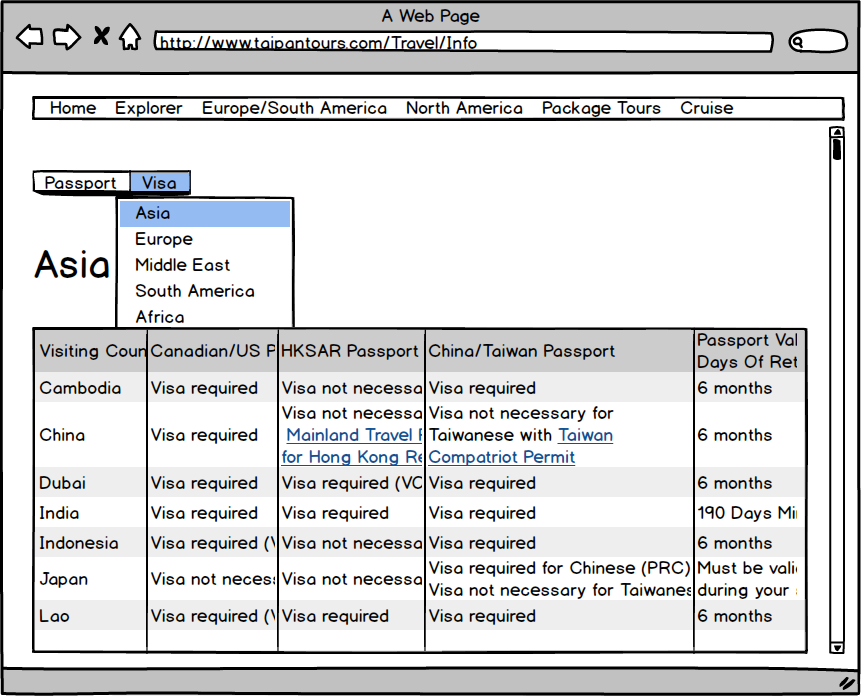 A Web Page
http://www.taipantours.com/Travel/Info
Home Explorer Europe/South America North America Package Tours Cruise
Passport Visa
Asia
Europe
Middle East
South America
Africa
Asia
Visiting Coun Canadian/US P HKSAR Passport China/Taiwan Passport Passport Val
Days Of Ret
Cambodia Visa required Visa not necessa Visa required 6 months
China Visa required Visa not necessa
Mainland Travel
for Hong Kong Re
Visa not necessary for
Taiwanese with Taiwan
Compatriot Permit
6 months
Dubai Visa required Visa required (VO Visa required 6 months
India Visa required Visa required Visa required 190 Days Mi
Indonesia Visa required (V Visa not necessa Visa required 6 months
Japan Visa not neces Visa not necessa Visa required for Chinese (PRC)
Visa not necessary for Taiwanes
Must be vali
during your
Lao Visa required (V Visa required Visa required 6 months